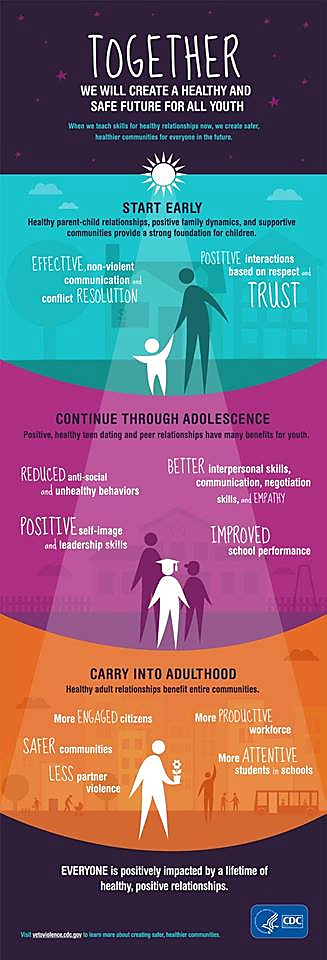 TOGETHER
WE WILL CREATE A HEALTHY AND
SAFE FUTURE FOR ALL YOUTH
When we teach skills for healthy relationships now, we create safer,
healthier communities for everyone in the future.
START EARLY
Healthy parent-child relationships, positive family dynamics, and supportive
communities provide a strong foundation for children.
EFFECTIVE, non-violent
communication and
conflict RESOLUTION
POSITIVE interactions
based on respect and
TRUST
CONTINUE THROUGH ADOLESCENCE
Positive, healthy teen dating and peer relationships have many benefits for youth.
REDUCED anti-social
and unhealthy behaviors
BETTER interpersonal skills,
communication, negotiation
skills, and EMPATHY
POSITIVE self-image
and leadership skills
IMPROVED
school performance
CARRY INTO ADULTHOOD
Healthy adult relationships benefit entire communities.
More ENGAGED citizens
More PRODUCTIVE
workforce
SAFER communities
LESS partner
violence
More ATTENTIVE
students in schools
EVERYONE is positively impacted by a lifetime of
healthy, positive relationships.
CDC
Visit vetoviolence.cdc.gov to learn more about creating safer, healthier communities.